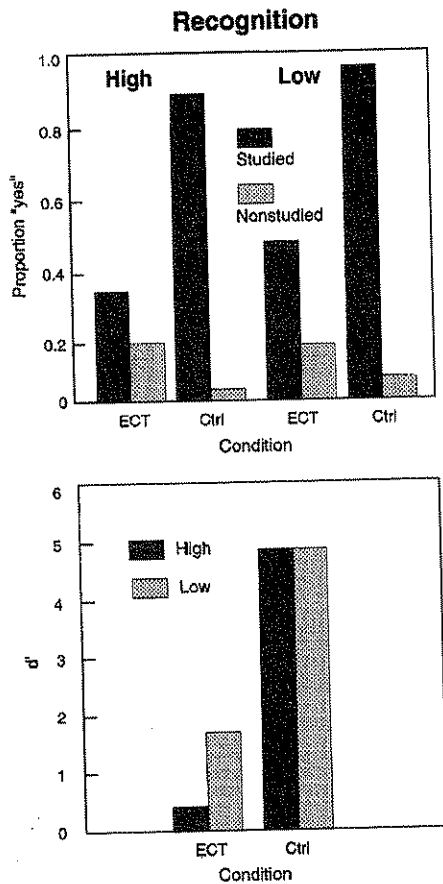 Recognition
1.0
0.8
0.6
0.4
0.2
0
Proportion "yes"
High
Low
Studied
Nonstudied
ECT
Ctrl
ECT
Ctrl
Condition
6
5
4
3
2
1
0
d'
High
Low
ECT
Ctrl
Condition